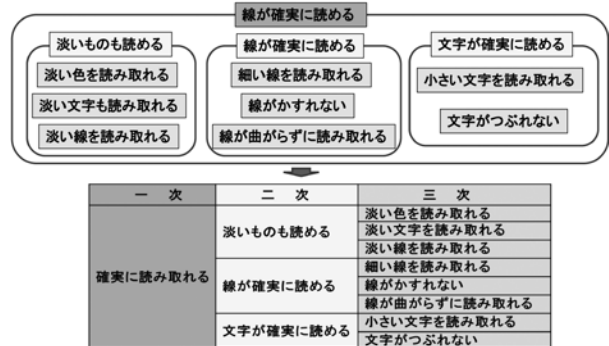 線が確実に読める
淡いものも読める
淡い色を読み取れる
淡い文字も読み取れる
淡い線を読み取れる
線が確実に読める
細い線を読み取れる
線がかすれない
線が曲がらずに読み取れる
文字が確実に読める
小さい文字を読み取れる
文字がつぶれない
一 次 二 次 三 次
確実に読み取れる
淡いものも読める
淡い色を読み取れる
淡い文字を読み取れる
淡い線を読み取れる
線が確実に読める
細い線を読み取れる
線がかすれない
線が曲がらずに読み取れる
文字が確実に読める
小さい文字を読み取れる
文字がつぶれない